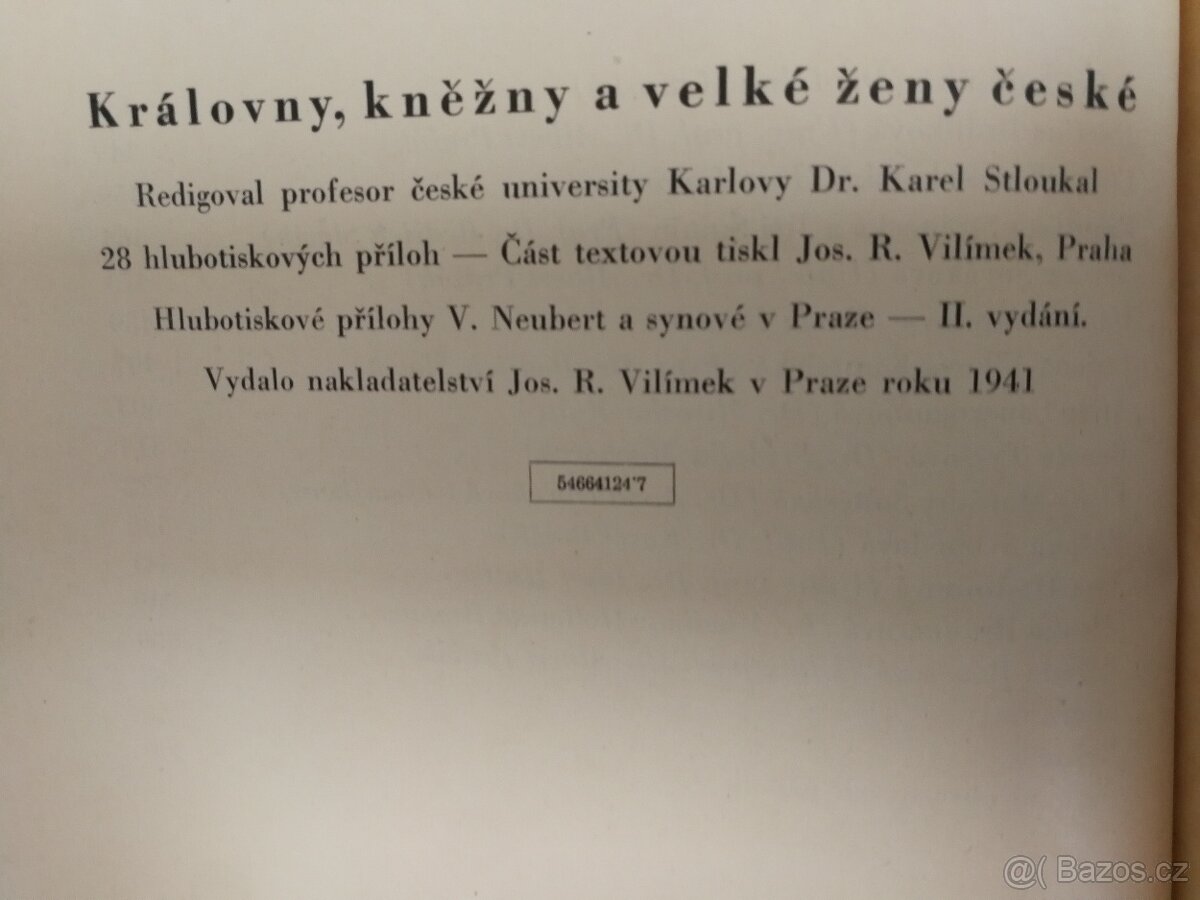 Královny, kněžny a velké ženy české
Redigoval profesor české university Karlovy Dr. Karel Stloukal
28 hlubotiskových příloh — Část textovou tiskl Jos. R. Vilímek, Praha
Hlubotiskové přílohy V. Neubert a synové v Praze — II. vydání.
Vydalo nakladatelství Jos. R. Vilímek v Praze roku 1941
54664124'7
@( Bazos.cz